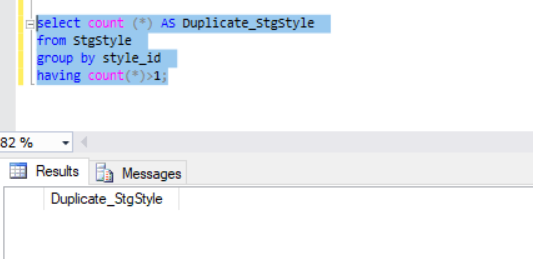 select count (*) AS Duplicate_StgStyle
from StgStyle
group by style_id
having count(*)>1;
82 %
Results Messages
Duplicate_StgStyle